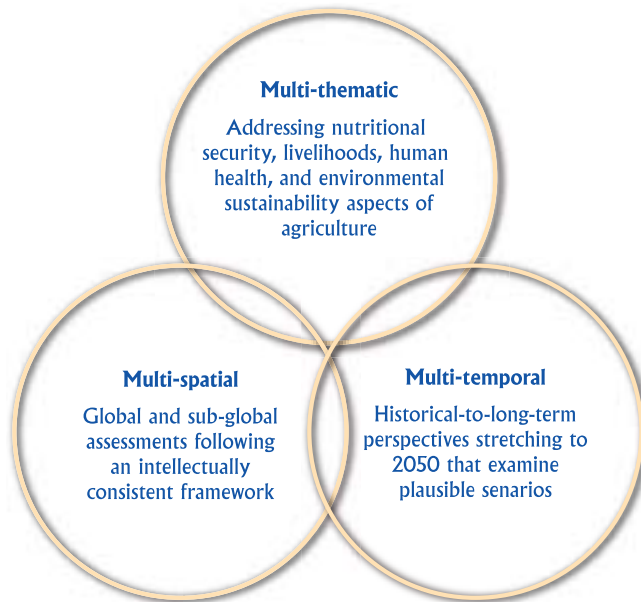 Multi-thematic
Addressing nutritional
security, livelihoods, human
health, and environmental
sustainability aspects of
agriculture
Multi-spatial
Global and sub-global
assessments following
an intellectually
consistent framework
Multi-temporal
Historical-to-long-term
perspectives stretching to
2050 that examine
plausible senarios